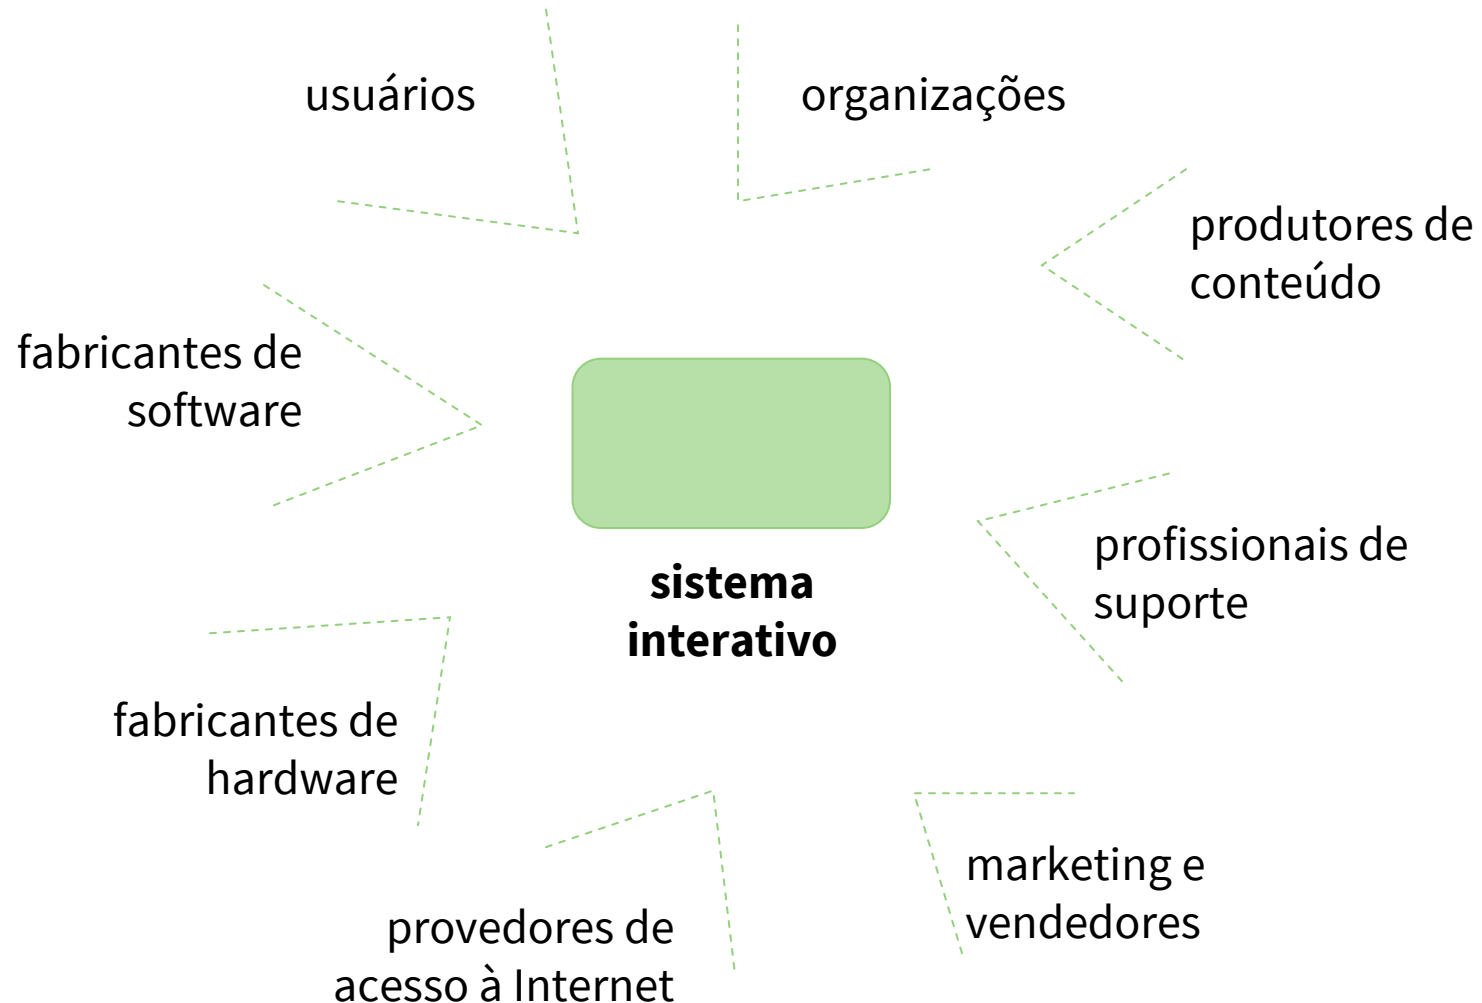 usuários
organizações
produtores de
conteúdo
fabricantes de
software
profissionais de
suporte
sistema
interativo
fabricantes de
hardware
marketing e
vendedores
provedores de
acesso à Internet